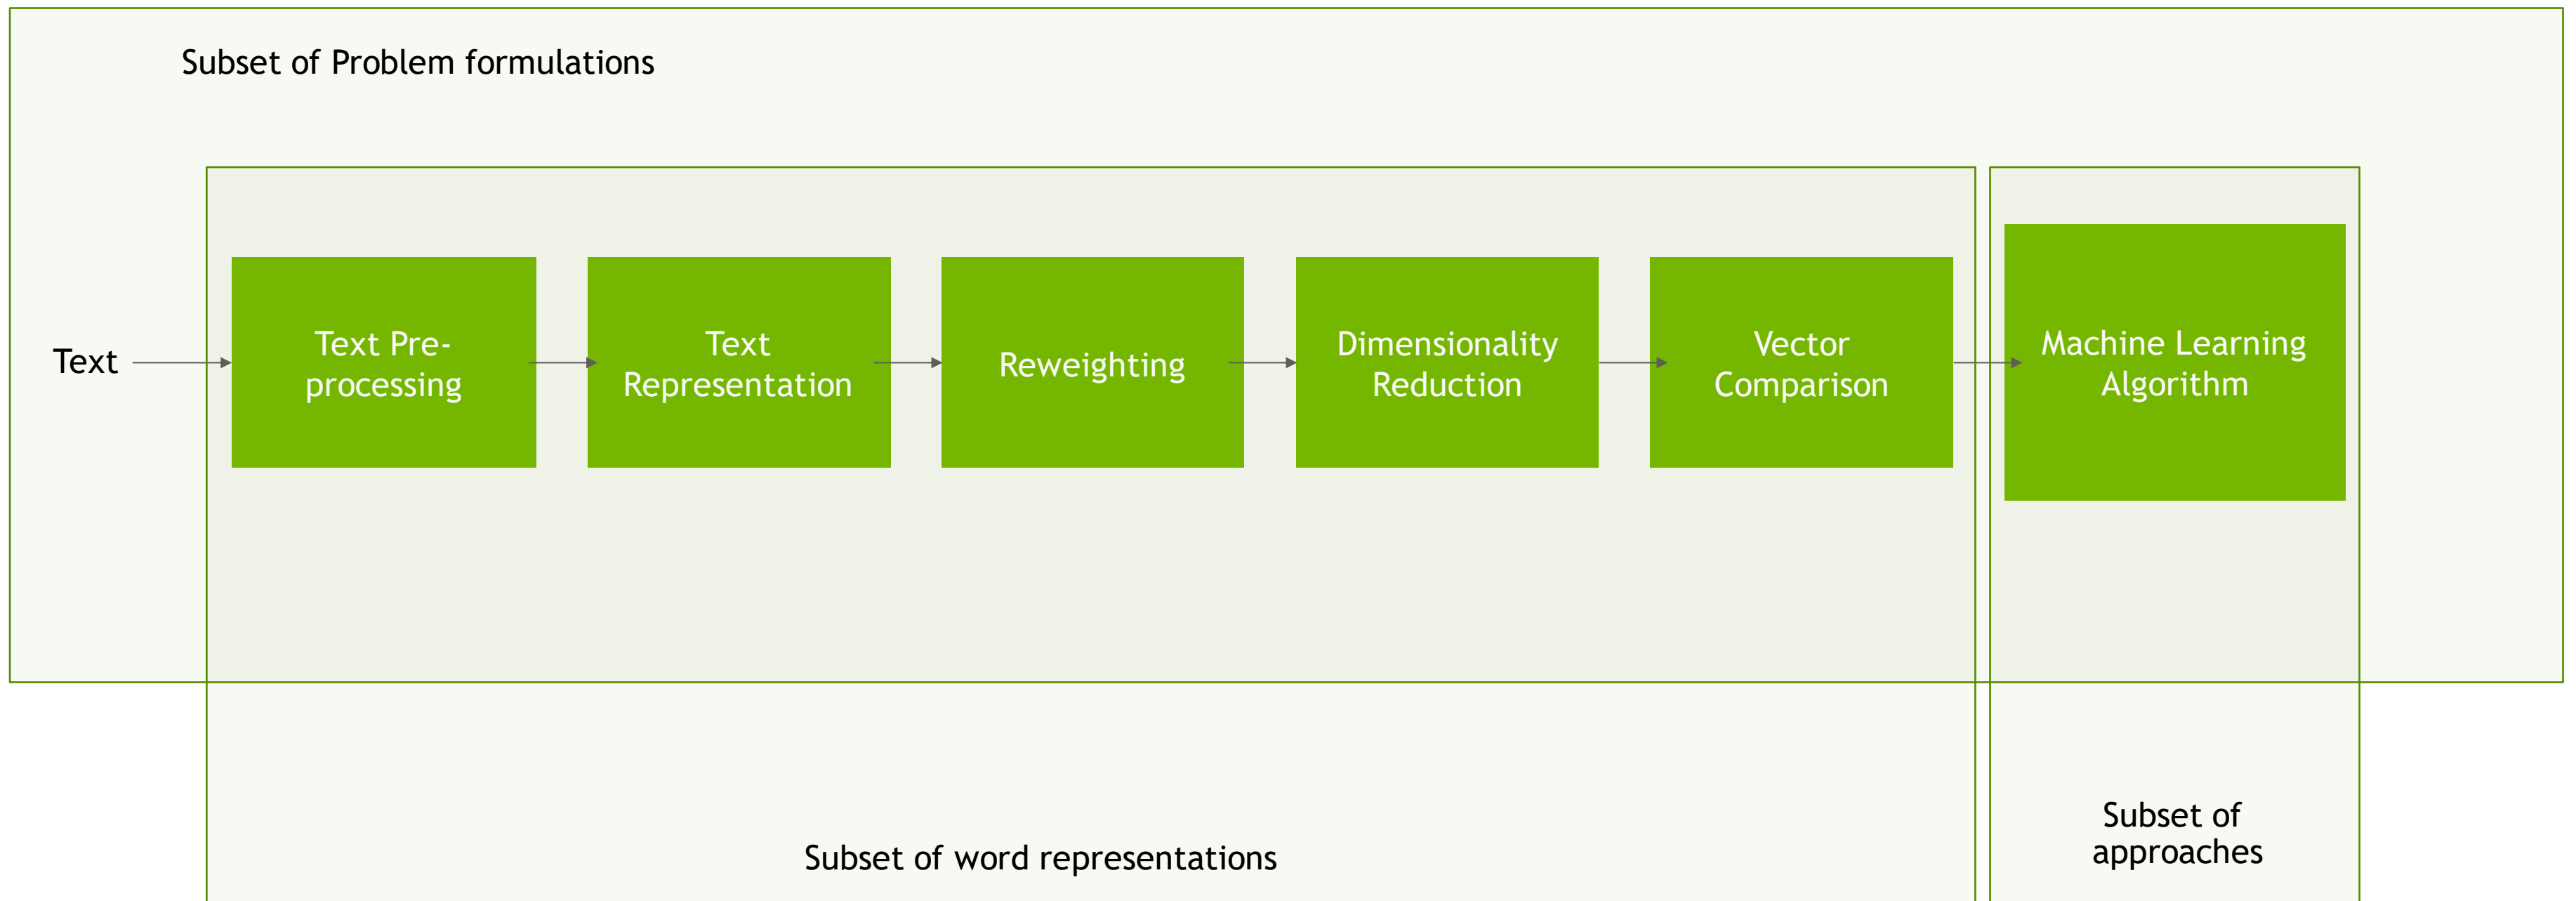 Subset of Problem formulations
Text
Text Pre-
processing
Text
Representation
Reweighting
Dimensionality
Reduction
Vector
Comparison
Machine Learning
Algorithm
Subset of word representations
Subset of
approaches